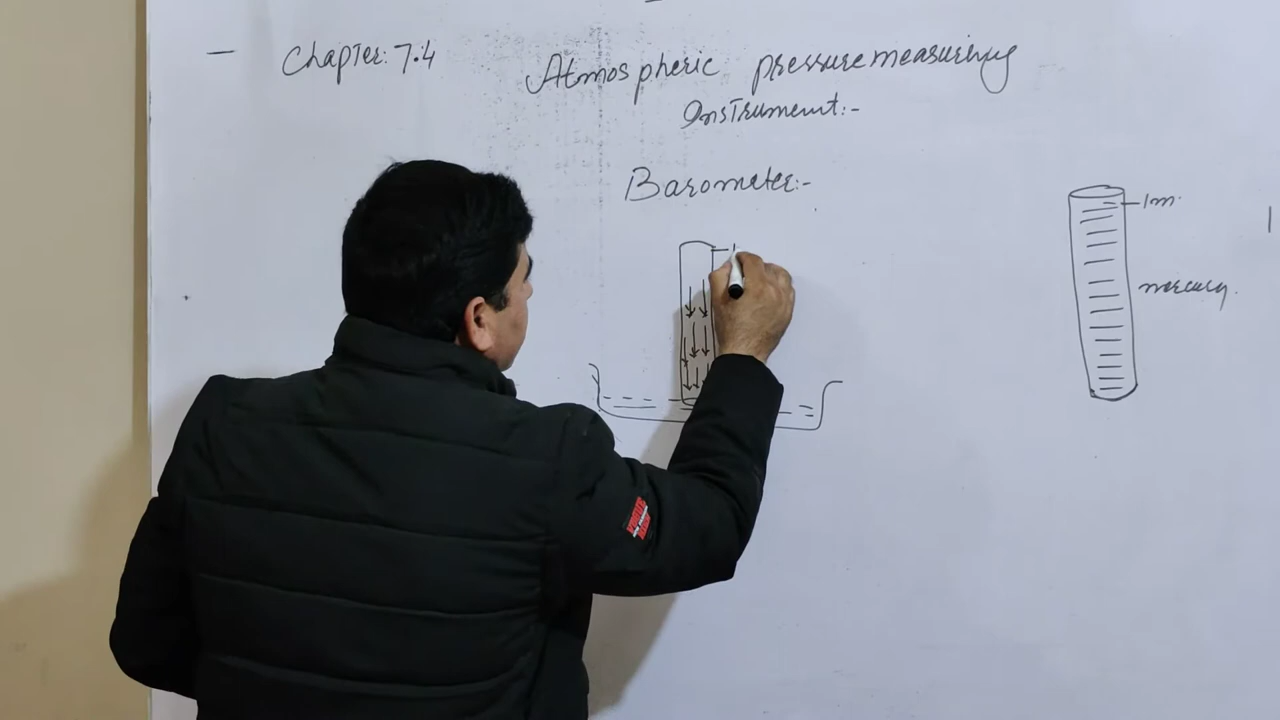 Chapter: 7.4
Atmospheric pressure measuring
Instrument:-
Barometer:-
1m.
mercury.